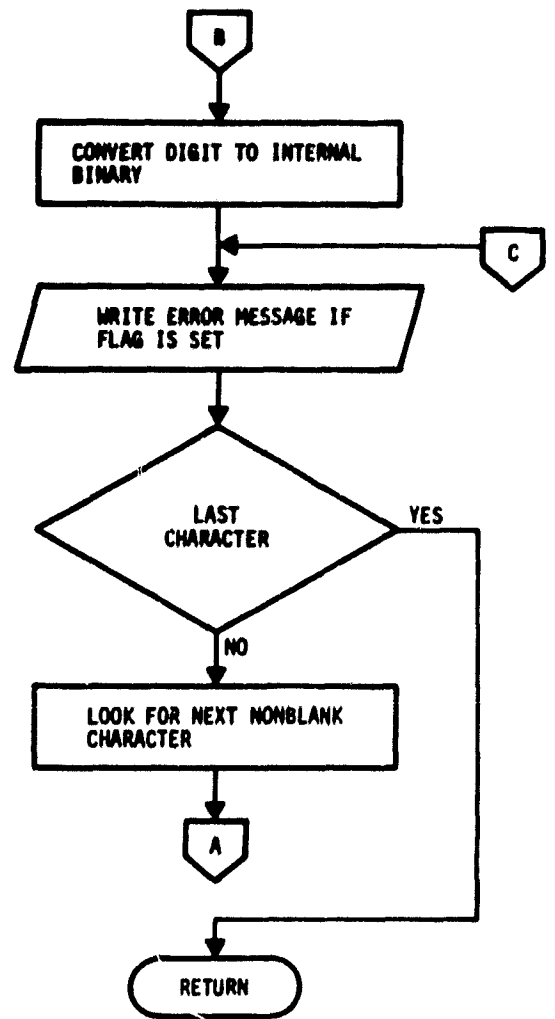 B
CONVERT DIGIT TO INTERNAL
BINARY
C
WRITE ERROR MESSAGE IF
FLAG IS SET
LAST
CHARACTER
YES
NO
LOOK FOR NEXT NONBLANK
CHARACTER
A
RETURN